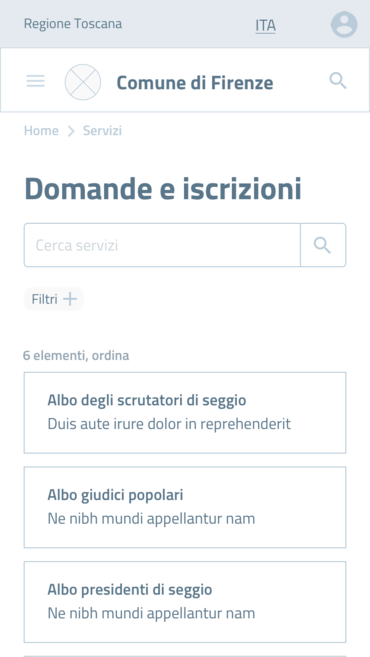 Regione Toscana
ITA
Comune di Firenze
Home
Servizi
Domande e iscrizioni
Cerca servizi
Filtri
6 elementi, ordina
Albo degli scrutatori di seggio
Duis aute irure dolor in reprehenderit
Albo giudici popolari
Ne nibh mundi appellantur nam
Albo presidenti di seggio
Ne nibh mundi appellantur nam